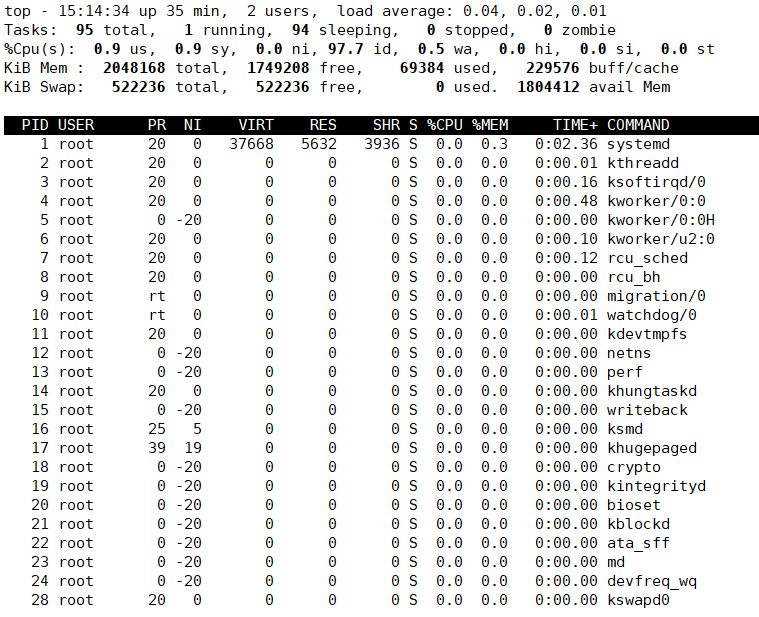 top - 15:14:34 up 35 min,  2 users,  load average: 0.04, 0.02, 0.01
Tasks:  95 total,   1 running,  94 sleeping,   0 stopped,   0 zombie
%Cpu(s):  0.9 us,  0.9 sy,  0.0 ni, 97.7 id,  0.5 wa,  0.0 hi,  0.0 si,  0.0 st
KiB Mem :  2048168 total,  1749208 free,    69384 used,   229576 buff/cache
KiB Swap:   522236 total,   522236 free,        0 used.  1804412 avail Mem
  PID USER      PR  NI    VIRT    RES    SHR S %CPU %MEM     TIME+ COMMAND
    1 root      20   0   37668   5632   3936 S  0.0  0.3   0:02.36 systemd
    2 root      20   0       0      0      0 S  0.0  0.0   0:00.01 kthreadd
    3 root      20   0       0      0      0 S  0.0  0.0   0:00.16 ksoftirqd/0
    4 root      20   0       0      0      0 S  0.0  0.0   0:00.48 kworker/0:0
    5 root       0 -20       0      0      0 S  0.0  0.0   0:00.00 kworker/0:0H
    6 root      20   0       0      0      0 S  0.0  0.0   0:00.10 kworker/u2:0
    7 root      20   0       0      0      0 S  0.0  0.0   0:00.12 rcu_sched
    8 root      20   0       0      0      0 S  0.0  0.0   0:00.00 rcu_bh
    9 root      rt   0       0      0      0 S  0.0  0.0   0:00.00 migration/0
   10 root      rt   0       0      0      0 S  0.0  0.0   0:00.01 watchdog/0
   11 root      20   0       0      0      0 S  0.0  0.0   0:00.00 kdevtmpfs
   12 root       0 -20       0      0      0 S  0.0  0.0   0:00.00 netns
   13 root       0 -20       0      0      0 S  0.0  0.0   0:00.00 perf
   14 root      20   0       0      0      0 S  0.0  0.0   0:00.00 khungtaskd
   15 root       0 -20       0      0      0 S  0.0  0.0   0:00.00 writeback
   16 root      25   5       0      0      0 S  0.0  0.0   0:00.00 ksmd
   17 root      39  19       0      0      0 S  0.0  0.0   0:00.00 khugepaged
   18 root       0 -20       0      0      0 S  0.0  0.0   0:00.00 crypto
   19 root       0 -20       0      0      0 S  0.0  0.0   0:00.00 kintegrityd
   20 root       0 -20       0      0      0 S  0.0  0.0   0:00.00 bioset
   21 root       0 -20       0      0      0 S  0.0  0.0   0:00.00 kblockd
   22 root       0 -20       0      0      0 S  0.0  0.0   0:00.00 ata_sff
   23 root       0 -20       0      0      0 S  0.0  0.0   0:00.00 md
   24 root       0 -20       0      0      0 S  0.0  0.0   0:00.00 devfreq_wq
   28 root      20   0       0      0      0 S  0.0  0.0   0:00.00 kswapd0